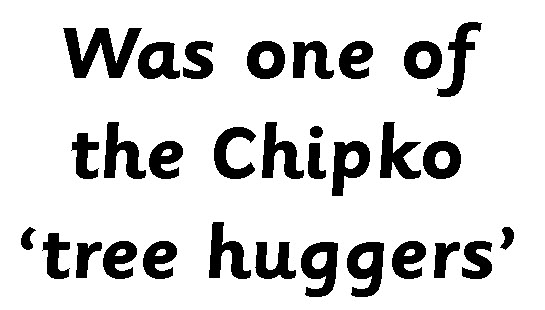 Was one of
the Chipko
‘tree huggers’